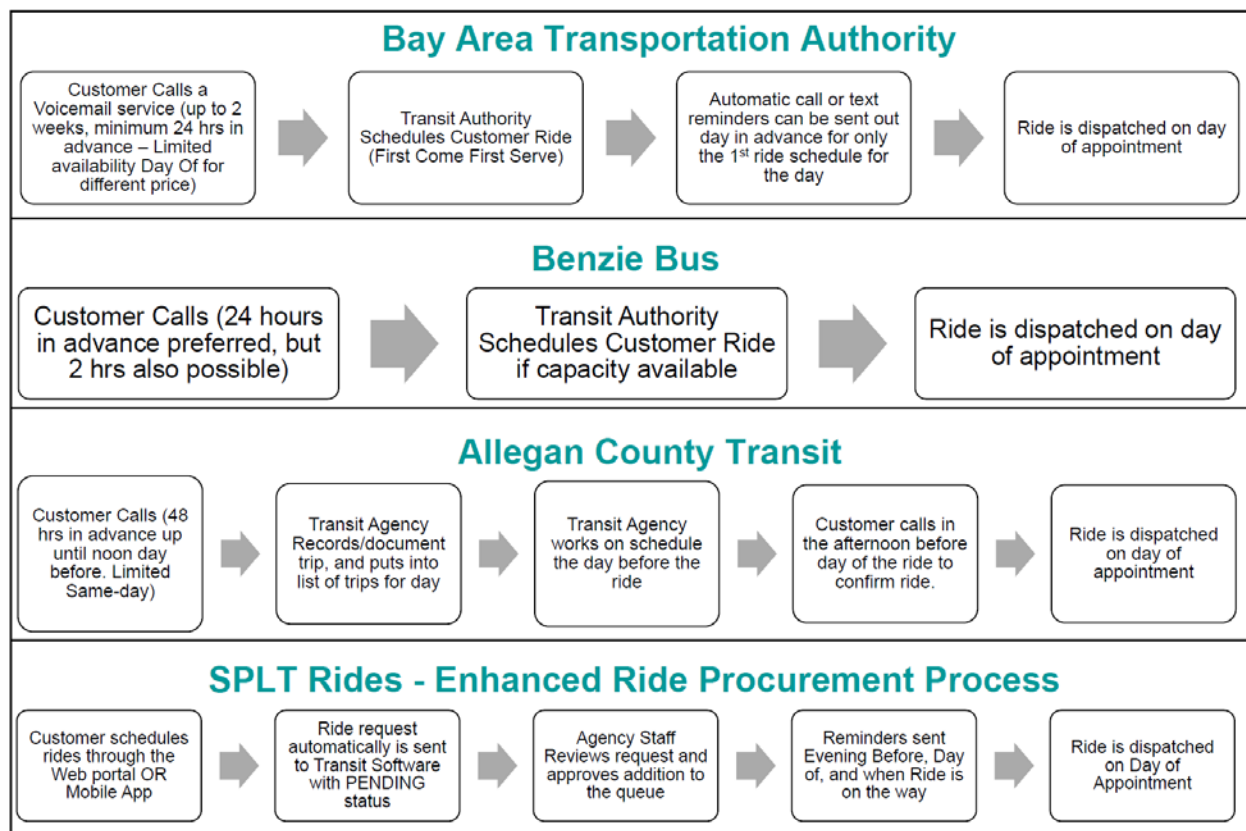 Bay Area Transportation Authority
Customer Calls a
Voicemail service (up to 2
weeks, minimum 24 hrs in
advance – Limited
availability Day Of for
different price)
Transit Authority
Schedules Customer Ride
(First Come First Serve)
Automatic call or text
reminders can be sent out
day in advance for only
the 1st ride schedule for
the day
Ride is dispatched on day
of appointment
Benzie Bus
Customer Calls (24 hours
in advance preferred, but
2 hrs also possible)
Transit Authority
Schedules Customer Ride
if capacity available
Ride is dispatched on day
of appointment
Allegan County Transit
Customer Calls (48
hrs in advance up
until noon day
before. Limited
Same-day)
Transit Agency
Records/document
trip, and puts into
list of trips for day
Transit Agency
works on schedule
the day before the
ride
Customer calls in
the afternoon before
day of the ride to
confirm ride.
Ride is dispatched
on day of
appointment
SPLT Rides - Enhanced Ride Procurement Process
Customer schedules
rides through the
Web portal OR
Mobile App
Ride request
automatically is sent
to Transit Software
with PENDING
status
Agency Staff
Reviews request and
approves addition to
the queue
Reminders sent
Evening Before, Day
of, and when Ride is
on the way
Ride is dispatched
on Day of
Appointment